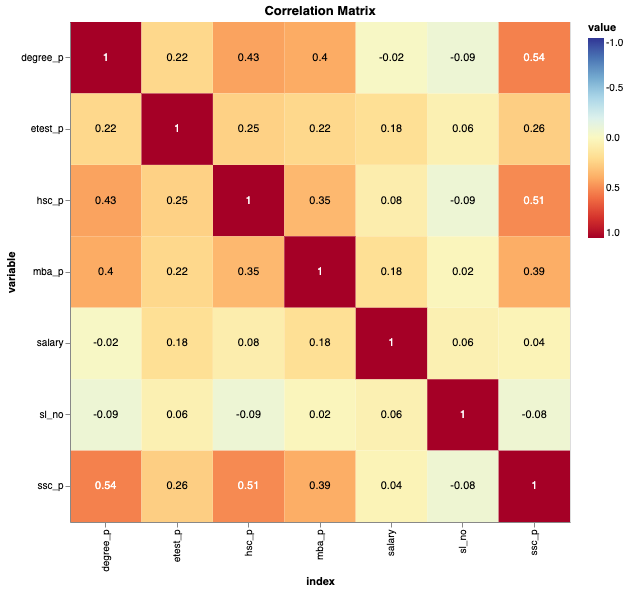 Correlation Matrix
value
-1.0
-0.5
0.0
0.5
1.0
variable
degree_p 1 0.22 0.43 0.4 -0.02 -0.09 0.54
etest_p 0.22 1 0.25 0.22 0.18 0.06 0.26
hsc_p 0.43 0.25 1 0.35 0.08 -0.09 0.51
mba_p 0.4 0.22 0.35 1 0.18 0.02 0.39
salary -0.02 0.18 0.08 0.18 1 0.06 0.04
sl_no -0.09 0.06 -0.09 0.02 0.06 1 -0.08
ssc_p 0.54 0.26 0.51 0.39 0.04 -0.08 1
degree_p etest_p hsc_p mba_p salary sl_no ssc_p
index